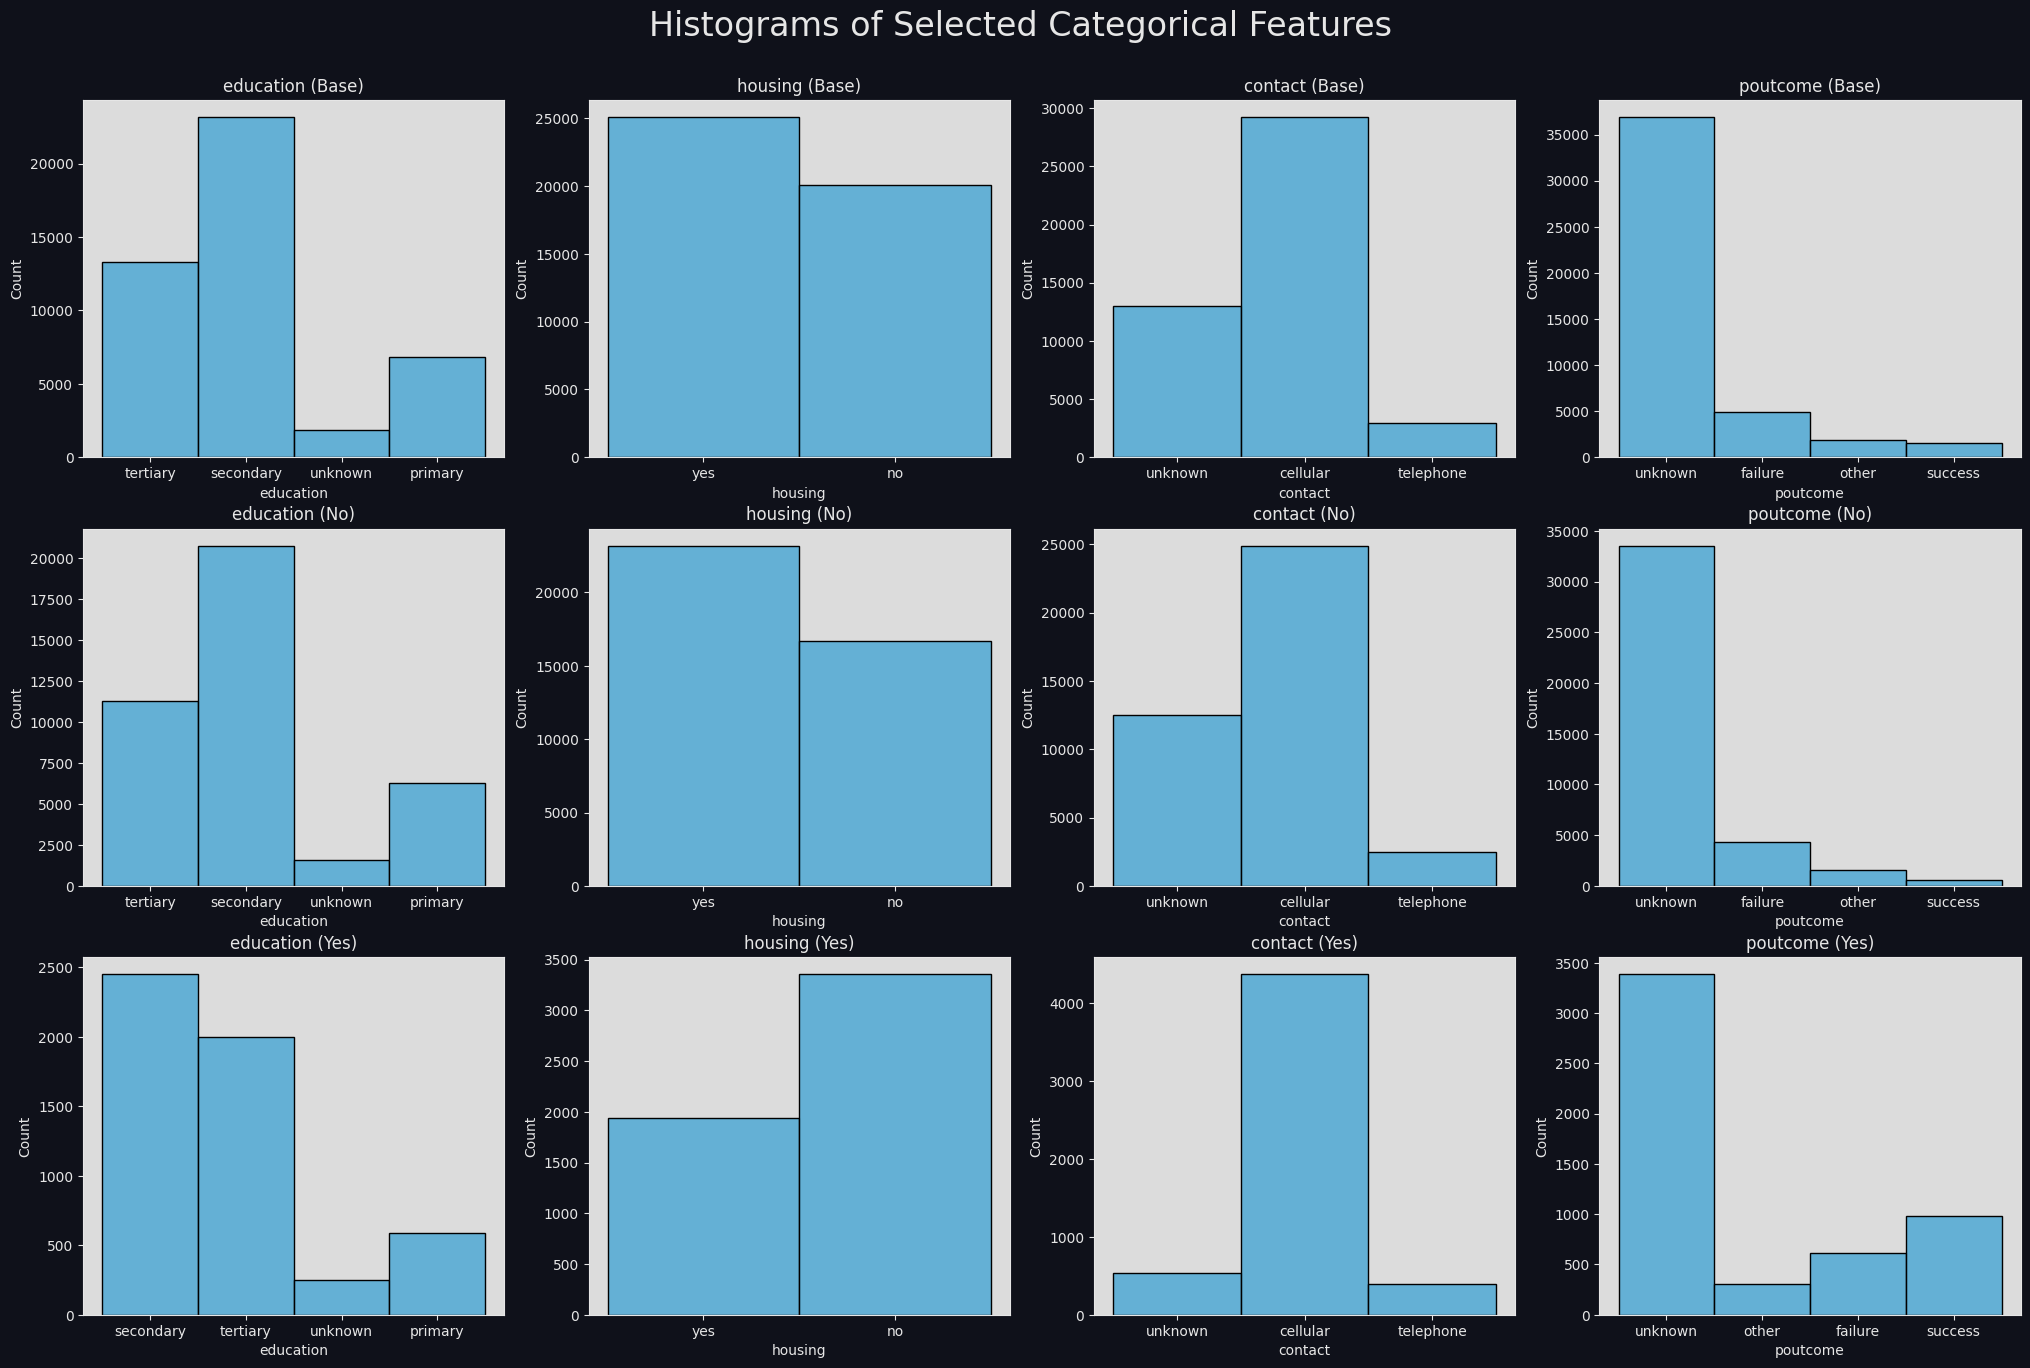 Histograms of Selected Categorical Features
education (Base)
housing (Base)
contact (Base)
poutcome (Base)
Count
20000
15000
10000
5000
0
tertiary secondary unknown primary
education
Count
25000
20000
15000
10000
5000
0
yes no
housing
Count
30000
25000
20000
15000
10000
5000
0
unknown cellular telephone
contact
Count
35000
30000
25000
20000
15000
10000
5000
0
unknown failure other success
poutcome
education (No)
housing (No)
contact (No)
poutcome (No)
Count
20000
17500
15000
12500
10000
7500
5000
2500
0
tertiary secondary unknown primary
education
Count
20000
15000
10000
5000
0
yes no
housing
Count
25000
20000
15000
10000
5000
0
unknown cellular telephone
contact
Count
35000
30000
25000
20000
15000
10000
5000
0
unknown failure other success
poutcome
education (Yes)
housing (Yes)
contact (Yes)
poutcome (Yes)
Count
2500
2000
1500
1000
500
0
secondary tertiary unknown primary
education
Count
3500
3000
2500
2000
1500
1000
500
0
yes no
housing
Count
4000
3000
2000
1000
0
unknown cellular telephone
contact
Count
3500
3000
2500
2000
1500
1000
500
0
unknown other failure success
poutcome